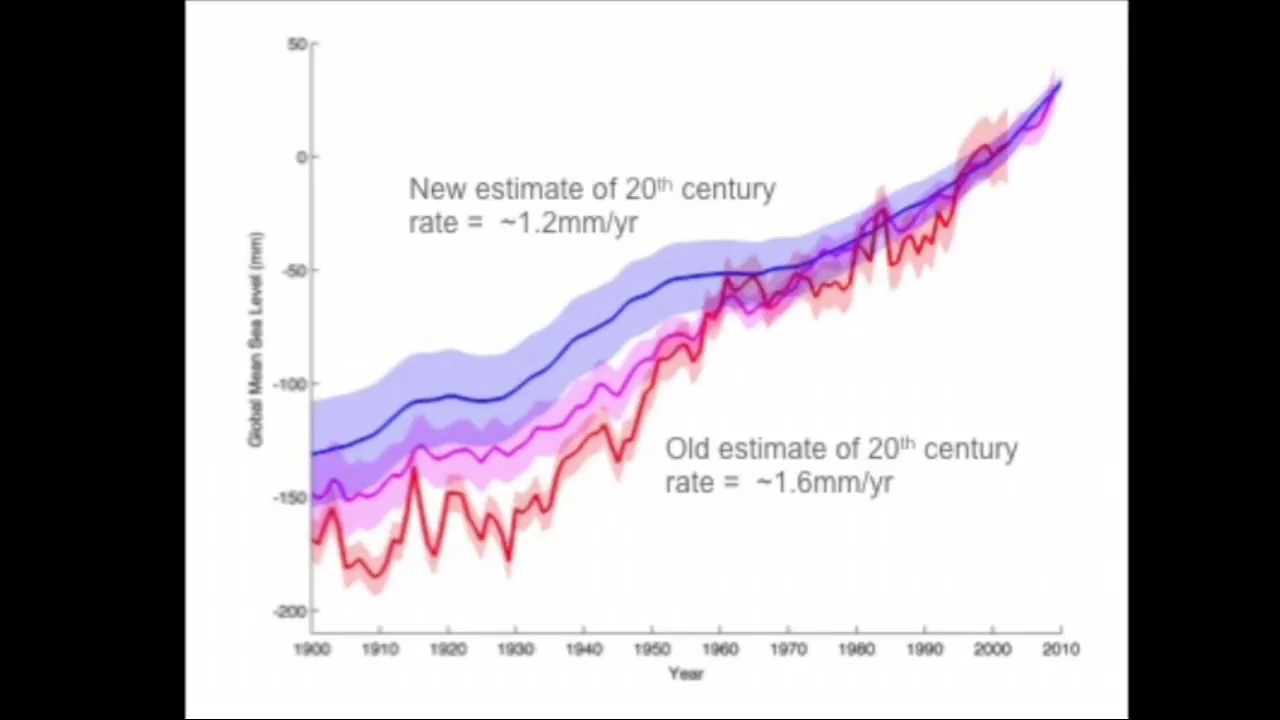 50
0
-50
-100
-150
-200
Global Mean Sea Level (mm)
New estimate of 20th century
rate = ~1.2mm/yr
Old estimate of 20th century
rate = ~1.6mm/yr
1900 1910 1920 1930 1940 1950 1960 1970 1980 1990 2000 2010
Year